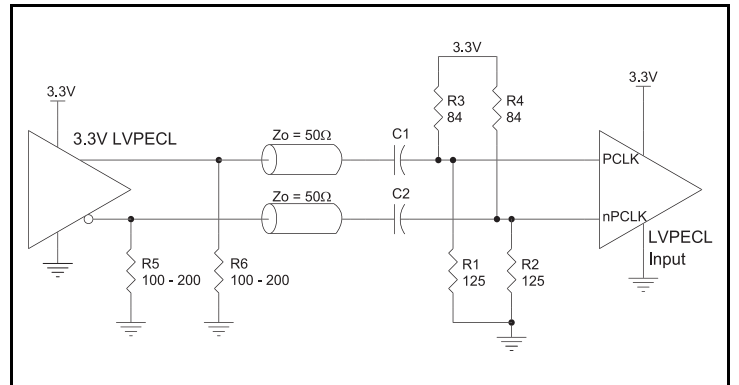 3.3V
3.3V LVPECL
R5
100 - 200
R6
100 - 200
Zo = 50Ω
Zo = 50Ω
C1
C2
3.3V
R3
84
R4
84
R1
125
R2
125
3.3V
PCLK
nPCLK
LVPECL
Input